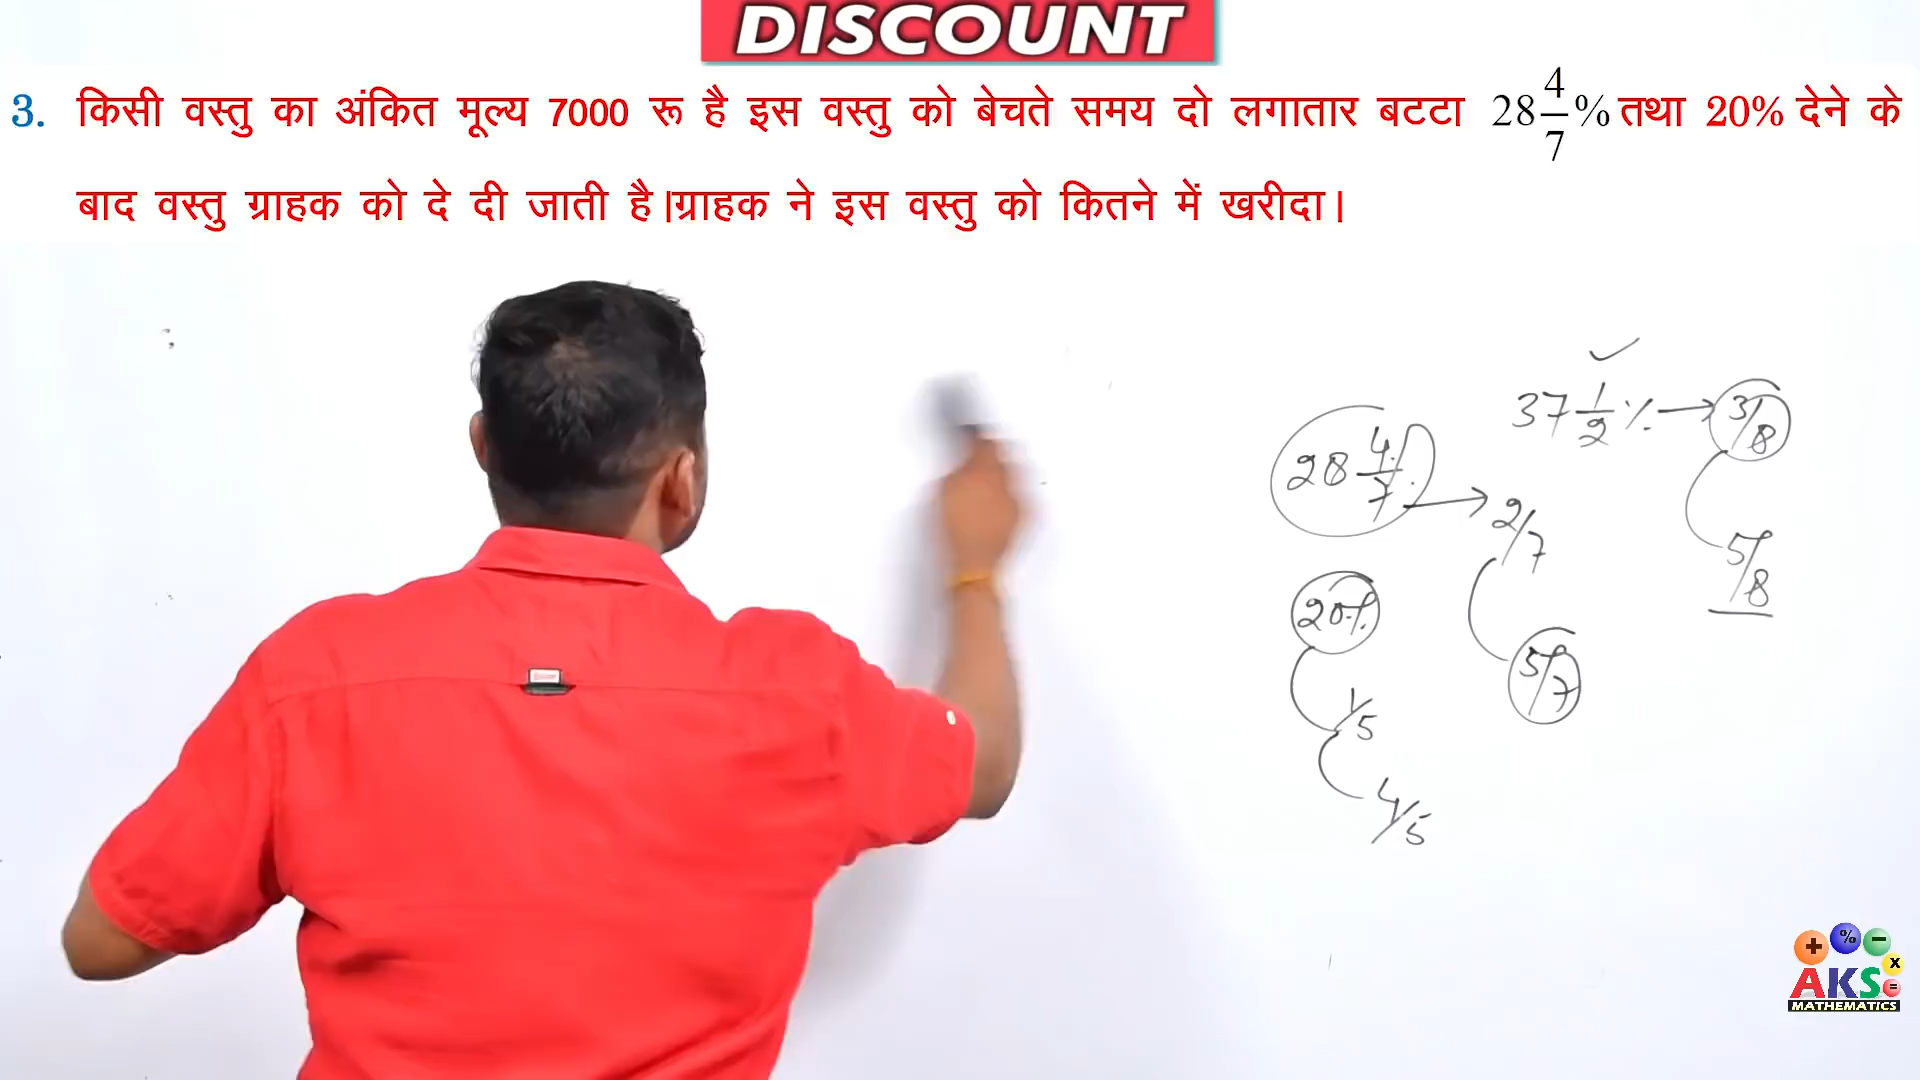 DISCOUNT
3. किसी वस्तु का अंकित मूल्य 7000 रू है इस वस्तु को बेचते समय दो लगातार बटटा 28 4/7 % तथा 20% देने के
बाद वस्तु ग्राहक को दे दी जाती है।ग्राहक ने इस वस्तु को कितने में खरीदा।
37 1/2 % → 3/8
5/8
28 4/7 % → 2/7
5/7
20%
1/5
4/5
+ % − x =
AKS
MATHEMATICS